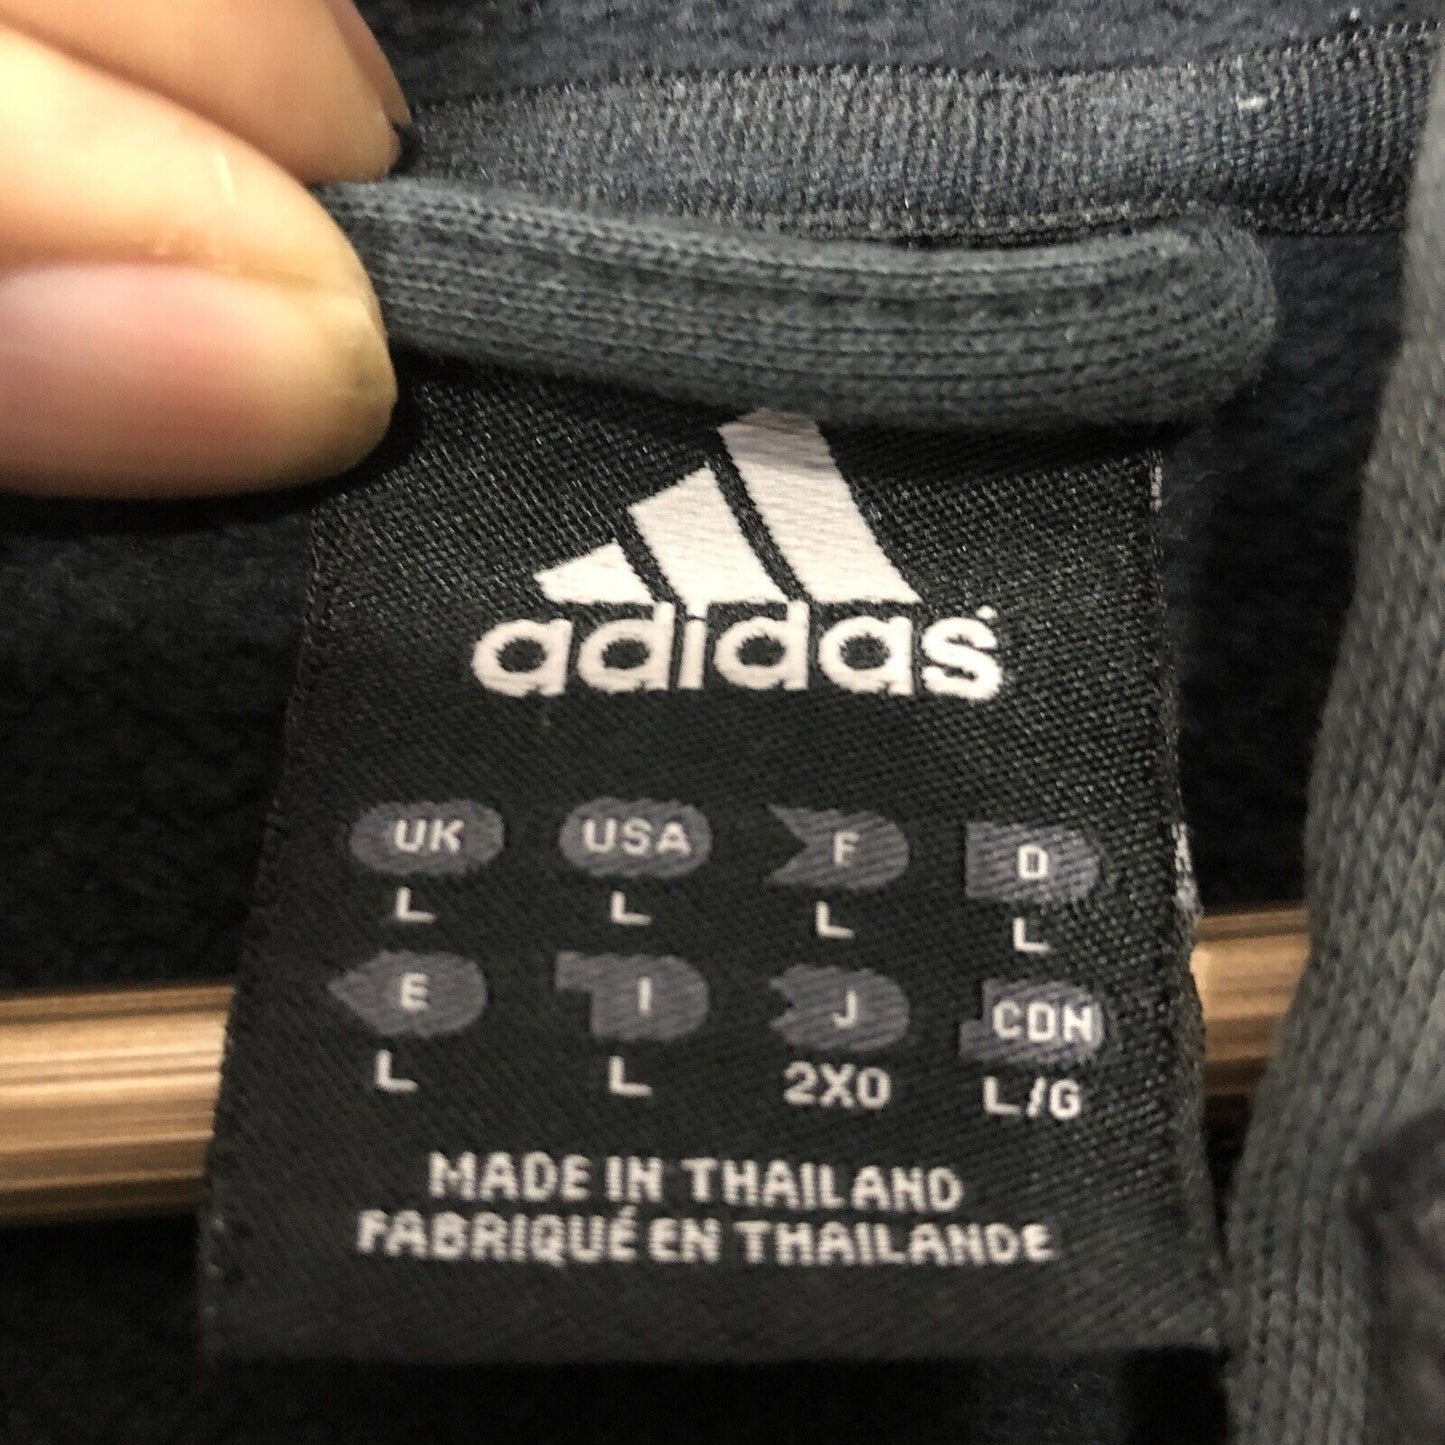 adidas
UK USA F D
L L L L
E I J CDN
L L 2XO L/G
MADE IN THAILAND
FABRIQUÉ EN THAILANDE